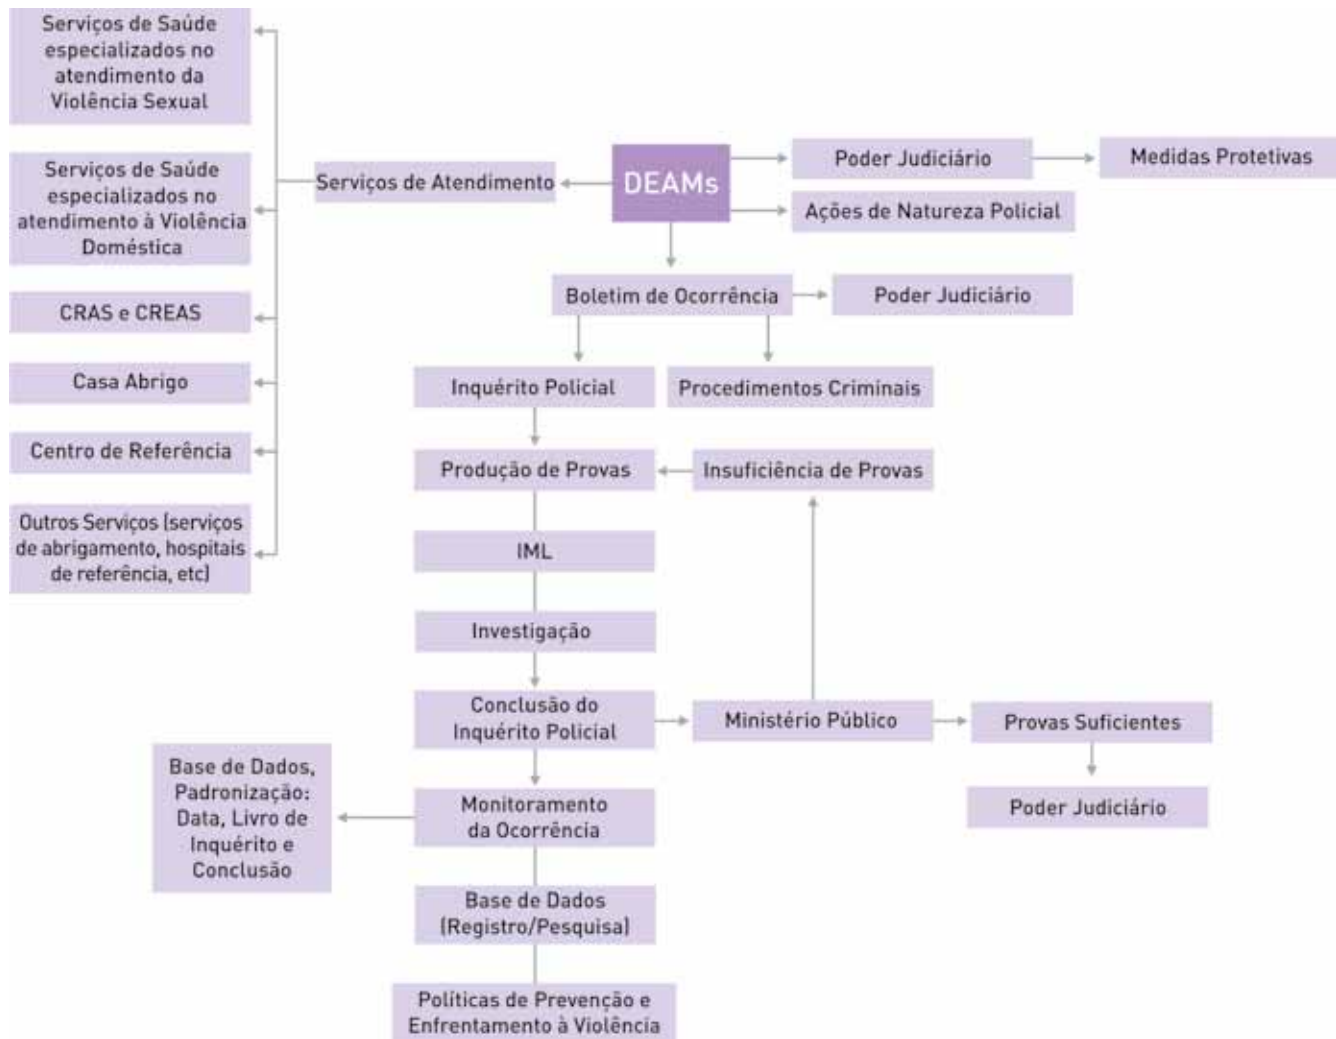 Serviços de Saúde
especializados no
atendimento da
Violência Sexual
Serviços de Saúde
especializados no
atendimento à Violência
Doméstica
CRAS e CREAS
Casa Abrigo
Centro de Referência
Outros Serviços (serviços
de abrigamento, hospitais
de referência, etc)
Serviços de Atendimento
DEAMs
Poder Judiciário
Medidas Protetivas
Ações de Natureza Policial
Boletim de Ocorrência
Poder Judiciário
Inquérito Policial
Procedimentos Criminais
Produção de Provas
Insuficiência de Provas
IML
Investigação
Conclusão do
Inquérito Policial
Ministério Público
Provas Suficientes
Poder Judiciário
Base de Dados,
Padronização:
Data, Livro de
Inquérito e
Conclusão
Monitoramento
da Ocorrência
Base de Dados
(Registro/Pesquisa)
Políticas de Prevenção e
Enfrentamento à Violência